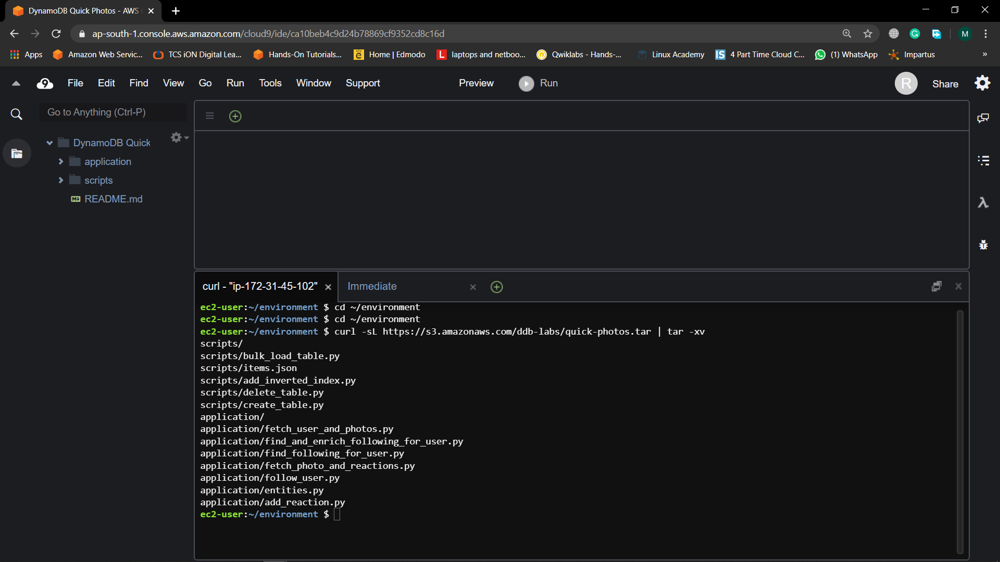 DynamoDB Quick Photos - AWS
ap-south-1.console.aws.amazon.com/cloud9/ide/ca10beb4c9d24b78869cf9352cd8c16d
M
Apps Amazon Web Servic... TCS iON Digital Lea... Hands-On Tutorials... Home | Edmodo laptops and netboo... Qwiklabs - Hands-... Linux Academy 4 Part Time Cloud C... (1) WhatsApp Impartus »
9 File Edit Find View Go Run Tools Window Support Preview Run R Share
Go to Anything (Ctrl-P)
DynamoDB Quick
application
scripts
README.md
curl - "ip-172-31-45-102" Immediate
ec2-user:~/environment $ cd ~/environment
ec2-user:~/environment $ cd ~/environment
ec2-user:~/environment $ curl -sL https://s3.amazonaws.com/ddb-labs/quick-photos.tar | tar -xv
scripts/
scripts/bulk_load_table.py
scripts/items.json
scripts/add_inverted_index.py
scripts/delete_table.py
scripts/create_table.py
application/
application/fetch_user_and_photos.py
application/find_and_enrich_following_for_user.py
application/find_following_for_user.py
application/fetch_photo_and_reactions.py
application/follow_user.py
application/entities.py
application/add_reaction.py
ec2-user:~/environment $